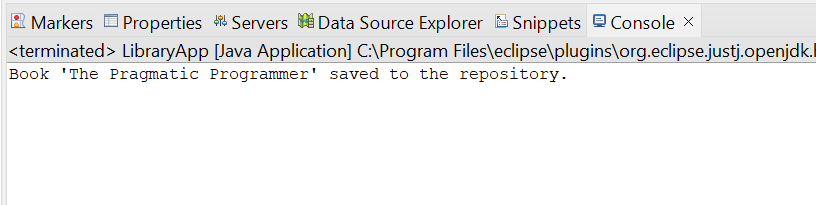 Markers Properties Servers Data Source Explorer Snippets Console
<terminated> LibraryApp [Java Application] C:\Program Files\eclipse\plugins\org.eclipse.justj.openjdk.
Book 'The Pragmatic Programmer' saved to the repository.